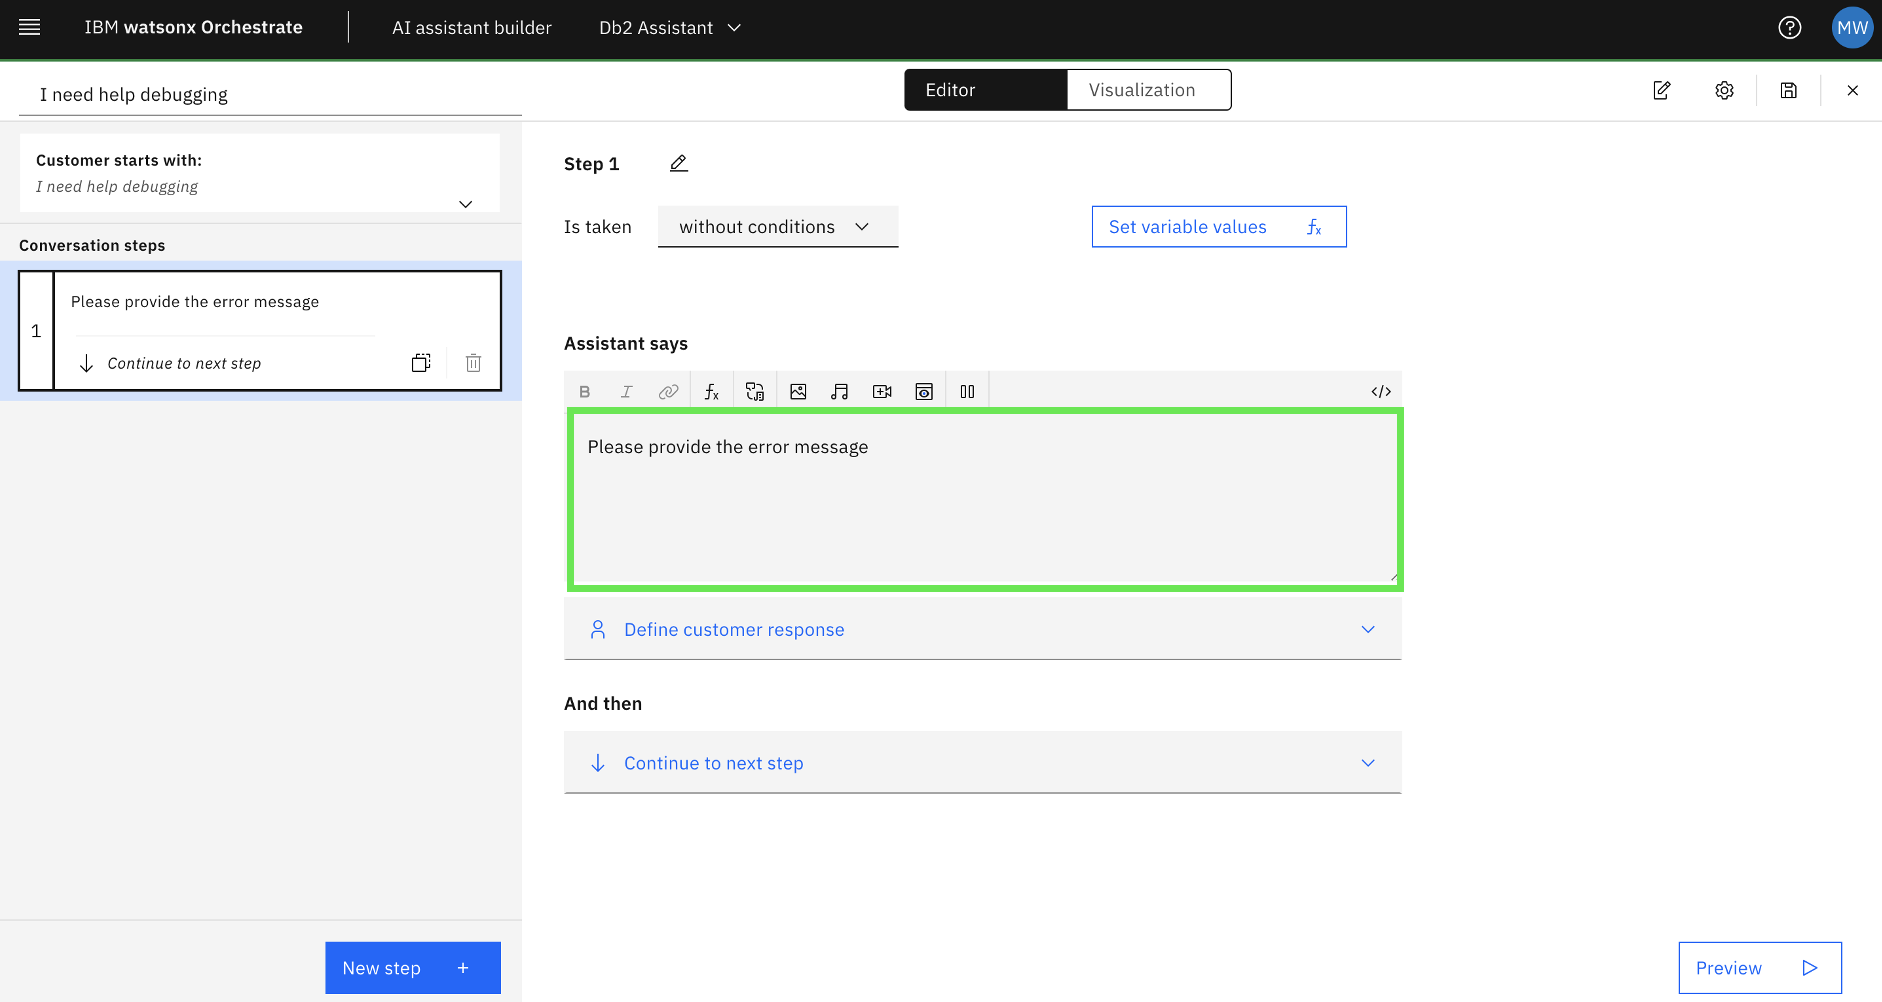 IBM watsonx Orchestrate
AI assistant builder
Db2 Assistant
MW
I need help debugging
Editor
Visualization
Customer starts with:
I need help debugging
Conversation steps
1
Please provide the error message
Continue to next step
New step +
Step 1
Is taken
without conditions
Set variable values fx
Assistant says
B I fx </>
Please provide the error message
Define customer response
And then
Continue to next step
Preview